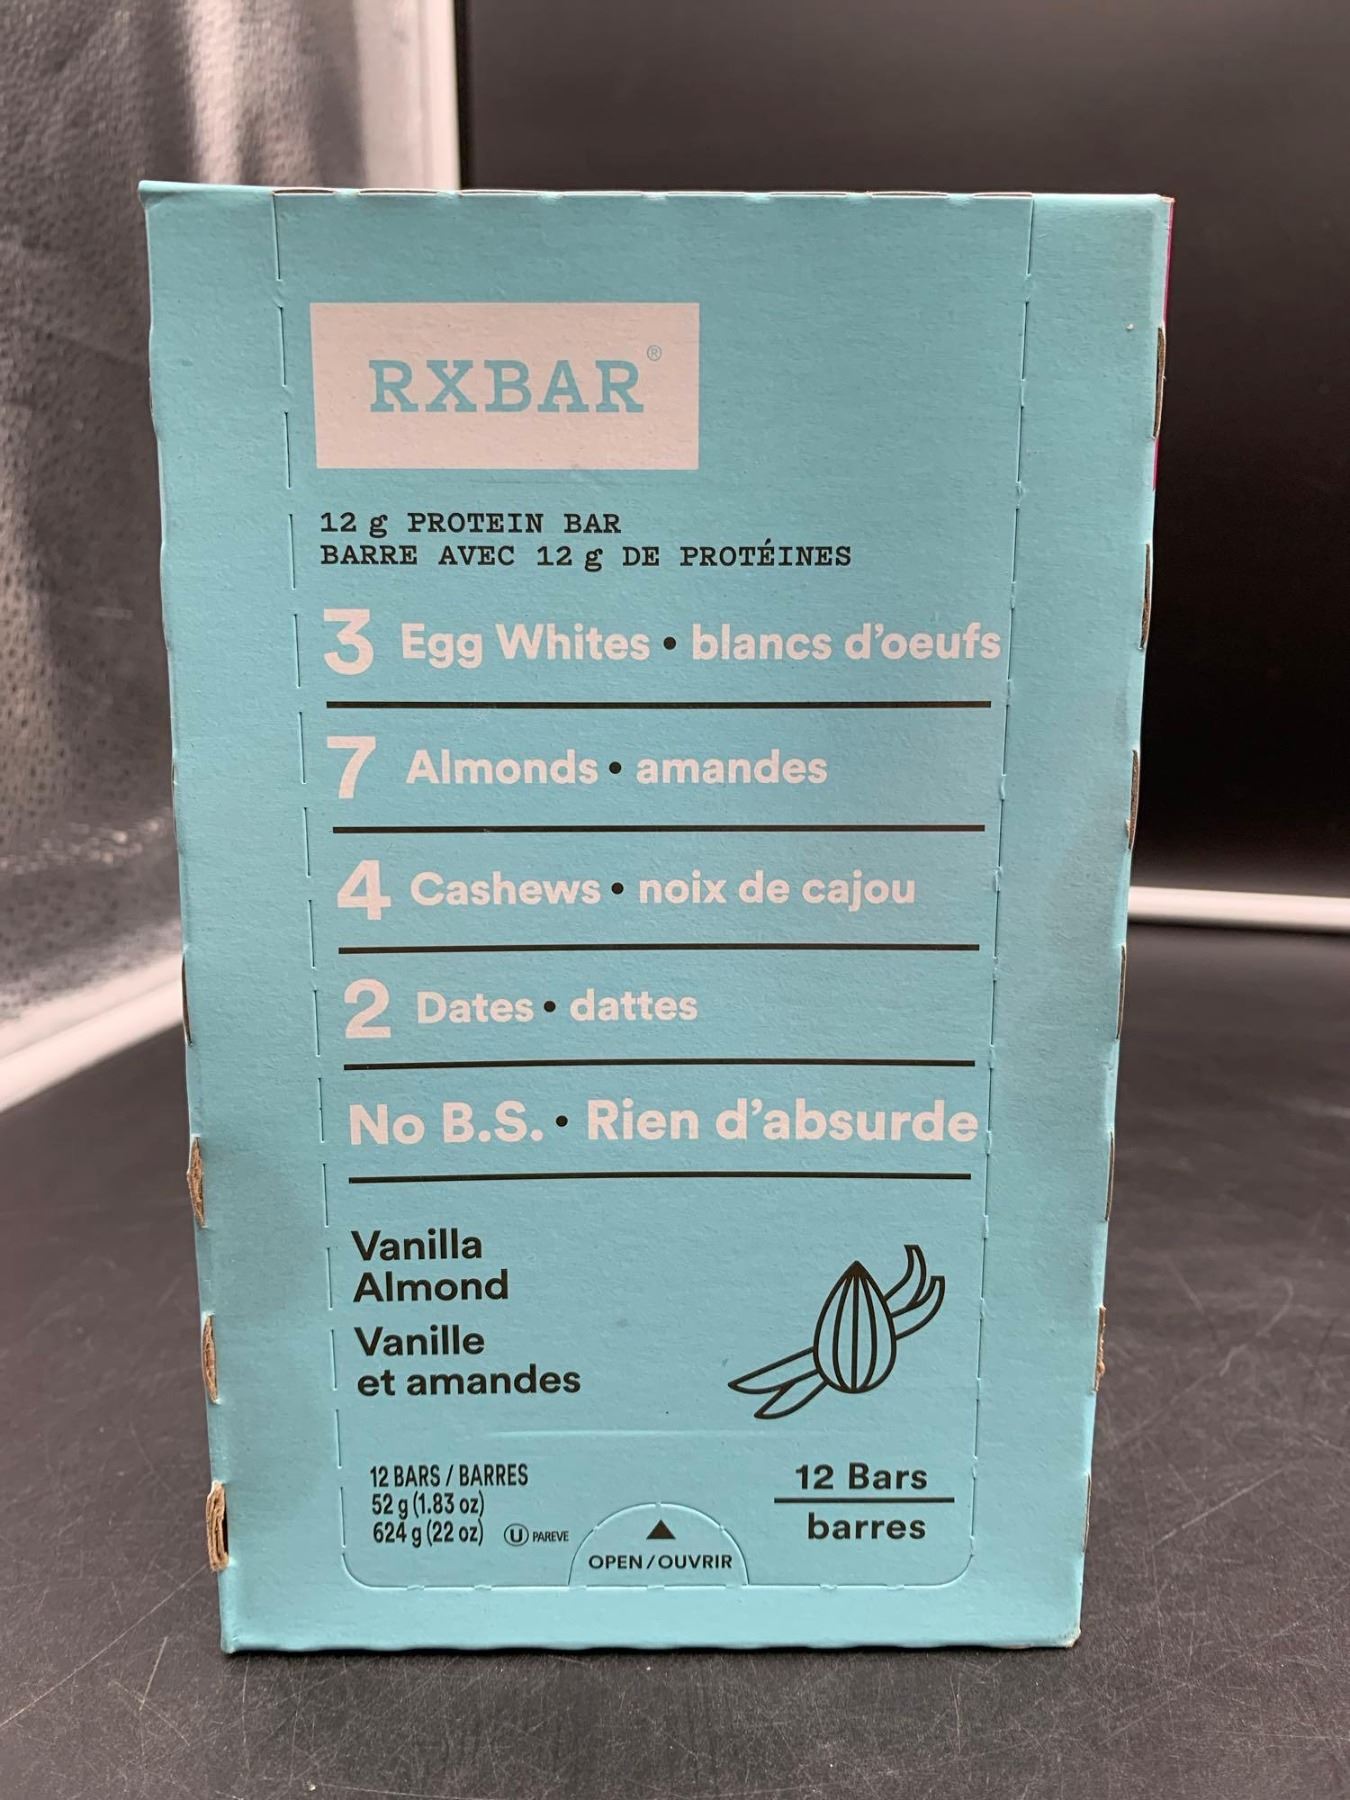 RXBAR®
12 g PROTEIN BAR
BARRE AVEC 12 g DE PROTÉINES
3 Egg Whites • blancs d'oeufs
7 Almonds • amandes
4 Cashews • noix de cajou
2 Dates • dattes
No B.S. • Rien d'absurde
Vanilla
Almond
Vanille
et amandes
12 BARS / BARRES
52 g (1.83 oz)
624 g (22 oz) U PAREVE
OPEN / OUVRIR
12 Bars
barres